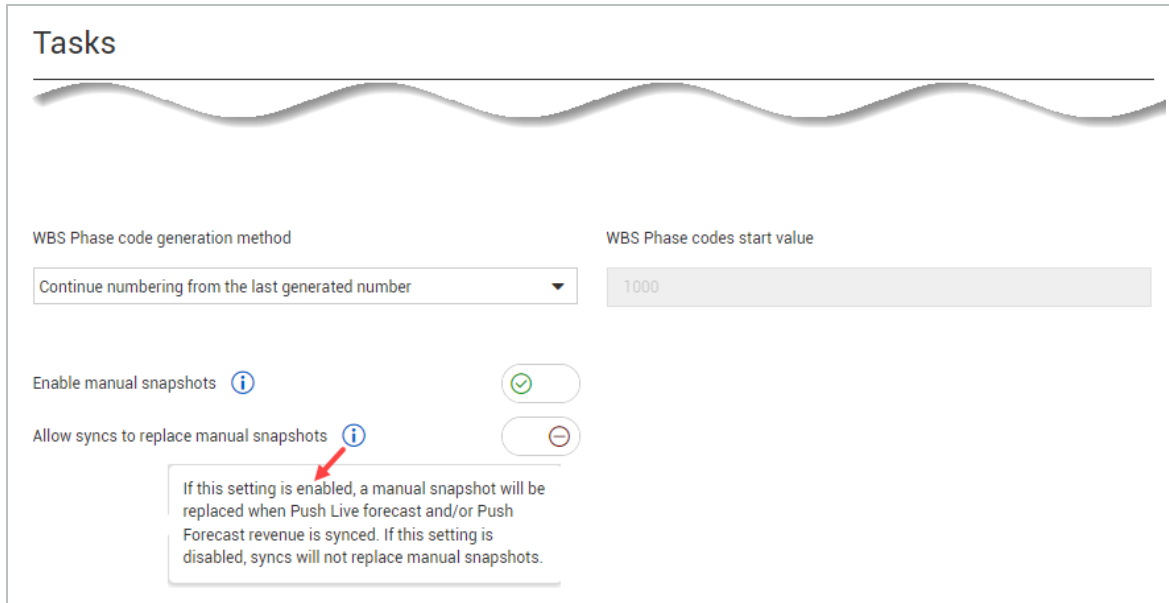 Tasks
WBS Phase code generation method
WBS Phase codes start value
Continue numbering from the last generated number
1000
Enable manual snapshots
Allow syncs to replace manual snapshots
If this setting is enabled, a manual snapshot will be
replaced when Push Live forecast and/or Push
Forecast revenue is synced. If this setting is
disabled, syncs will not replace manual snapshots.